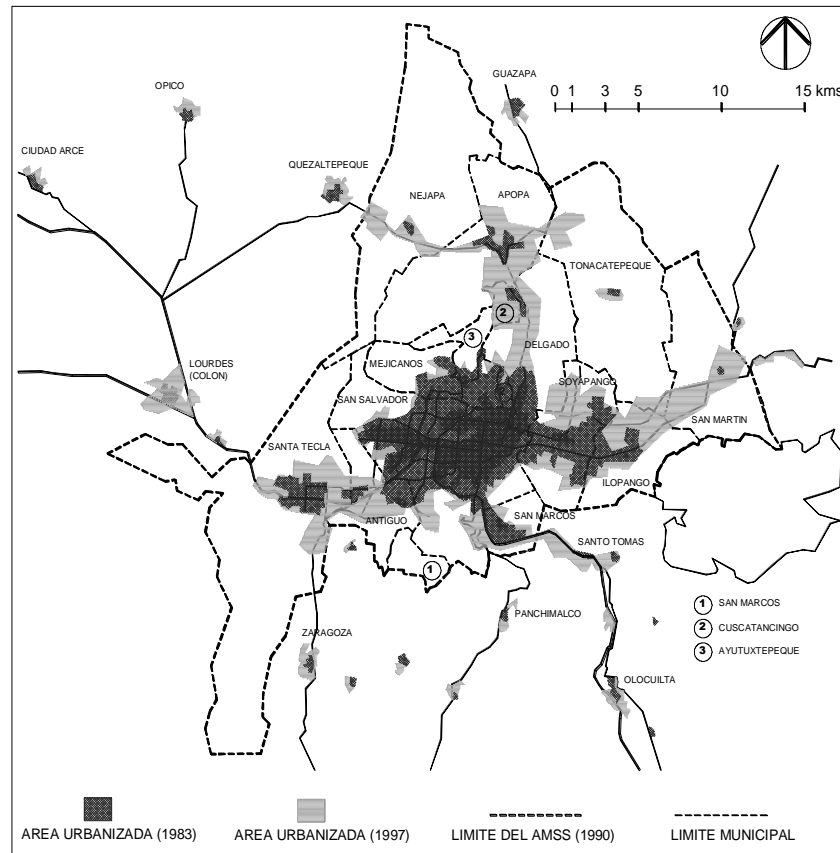 GUAZAPA
OPICO
0 1 3 5 10 15 kms
CIUDAD ARCE
QUEZALTEPEQUE
NEJAPA
APOPA
TONACATEPEQUE
2
3
DELGADO
MEJICANOS
LOURDES
(COLON)
SOYAPANGO
SAN SALVADOR
SAN MARTIN
SANTA TECLA
ILOPANGO
ANTIGUO
SAN MARCOS
SANTO TOMAS
1
1 SAN MARCOS
PANCHIMALCO
2 CUSCATANCINGO
ZARAGOZA
3 AYUTUXTEPEQUE
OLOCUILTA
AREA URBANIZADA (1983)
AREA URBANIZADA (1997)
LIMITE DEL AMSS (1990)
LIMITE MUNICIPAL